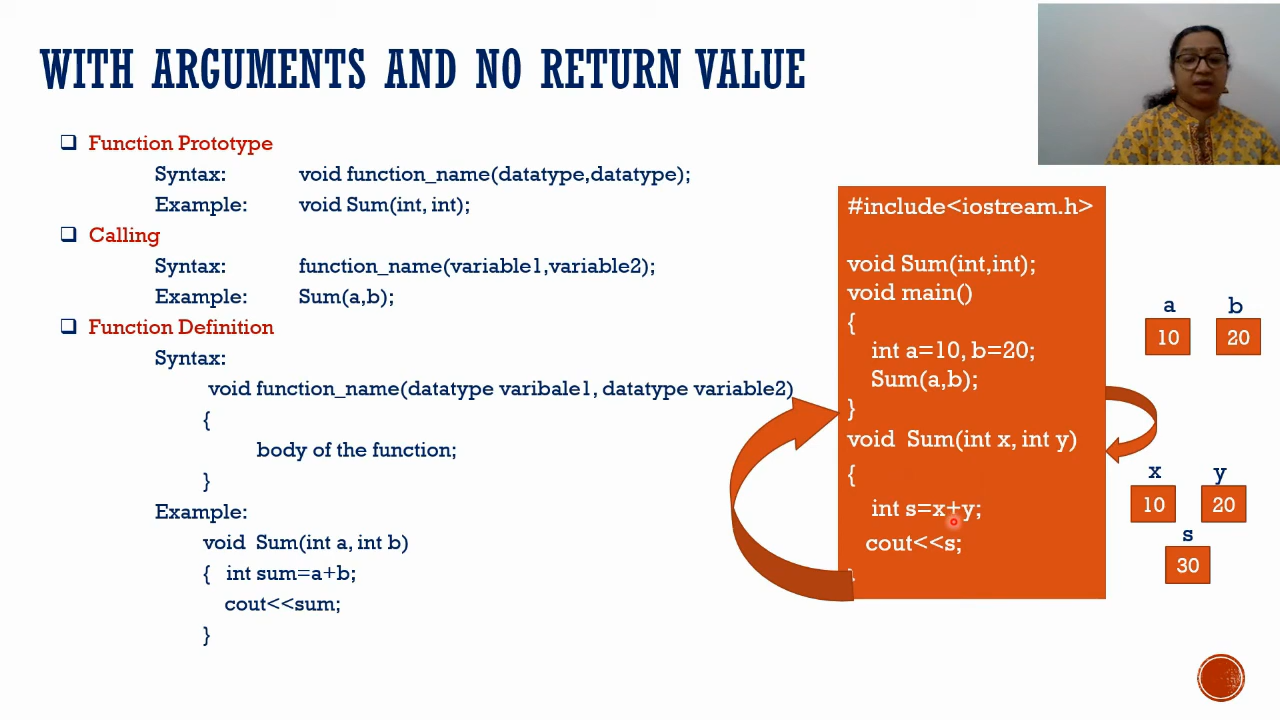 WITH ARGUMENTS AND NO RETURN VALUE
Function Prototype
Syntax: void function_name(datatype,datatype);
Example: void Sum(int, int);
Calling
Syntax: function_name(variable1,variable2);
Example: Sum(a,b);
Function Definition
Syntax:
void function_name(datatype varibale1, datatype variable2)
{
body of the function;
}
Example:
void Sum(int a, int b)
{ int sum=a+b;
cout<<sum;
}
#include<iostream.h>
void Sum(int,int);
void main()
{
int a=10, b=20;
Sum(a,b);
}
void Sum(int x, int y)
{
int s=x+y;
cout<<s;
}
a b
10 20
x y
10 20
s
30